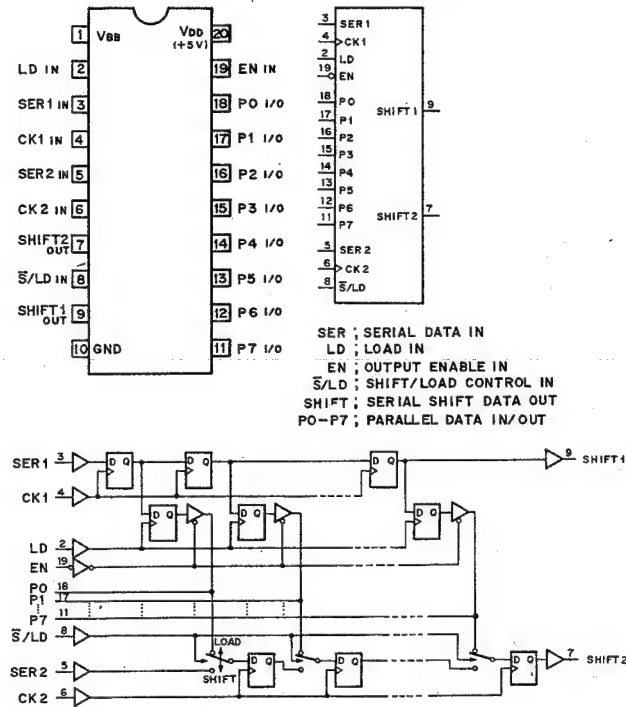 1 VBB VDD 20
(+5V)
LD IN 2 19 EN IN
SER1 IN 3 18 P0 I/O
CK1 IN 4 17 P1 I/O
SER2 IN 5 16 P2 I/O
CK2 IN 6 15 P3 I/O
SHIFT2 OUT 7 14 P4 I/O
S̅/LD IN 8 13 P5 I/O
SHIFT1 OUT 9 12 P6 I/O
10 GND 11 P7 I/O
3 SER1
4 CK1
2 LD
19 EN
18 P0
17 P1
SHIFT1 9
16 P2
15 P3
14 P4
13 P5
12 P6
11 P7
SHIFT2 7
5 SER2
6 CK2
8 S̅/LD
SER ; SERIAL DATA IN
LD ; LOAD IN
EN ; OUTPUT ENABLE IN
S̅/LD ; SHIFT/LOAD CONTROL IN
SHIFT ; SERIAL SHIFT DATA OUT
P0-P7 ; PARALLEL DATA IN/OUT
SER1 3 D Q D Q D Q 9 SHIFT1
CK1 4
D Q D Q D Q
LD 2
EN 19
P0 18
P1 17
P7 11
S̅/LD 8
LOAD
SER2 5 D Q D Q D Q 7 SHIFT2
SHIFT
CK2 6